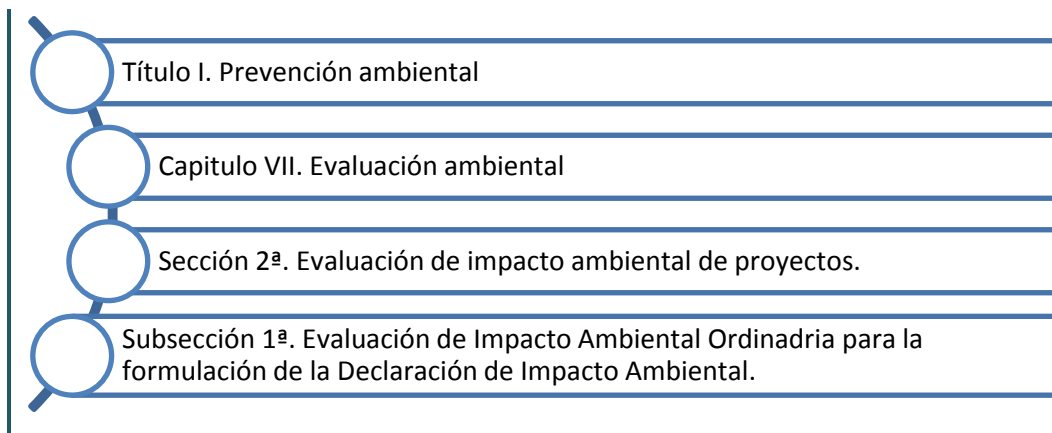 Título I. Prevención ambiental
Capitulo VII. Evaluación ambiental
Sección 2ª. Evaluación de impacto ambiental de proyectos.
Subsección 1ª. Evaluación de Impacto Ambiental Ordinadria para la
formulación de la Declaración de Impacto Ambiental.